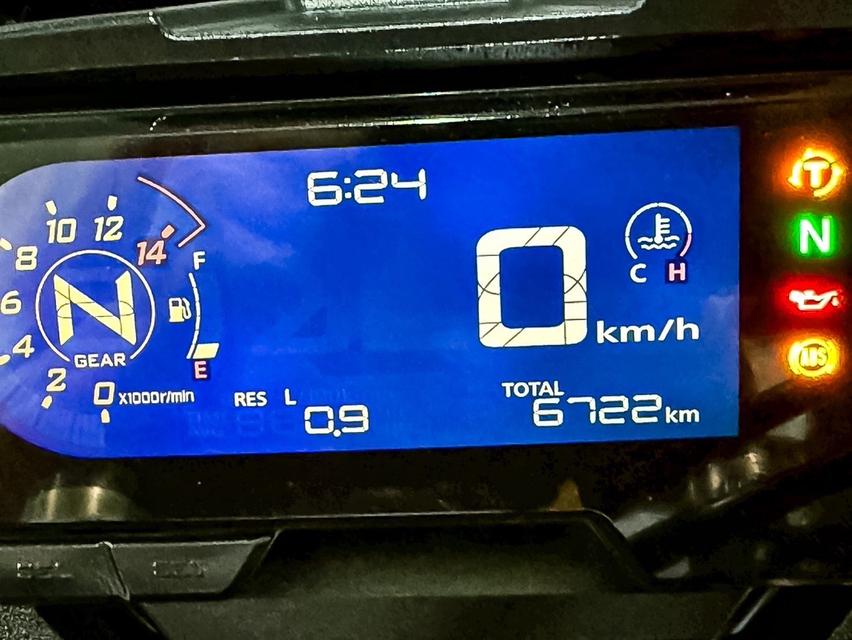 6:24
10 12
8 14
6 N
4 GEAR
2 0 X1000r/min
F
E
RES L
0.9
0 km/h
C H
TOTAL
6722 km
T
N
ABS